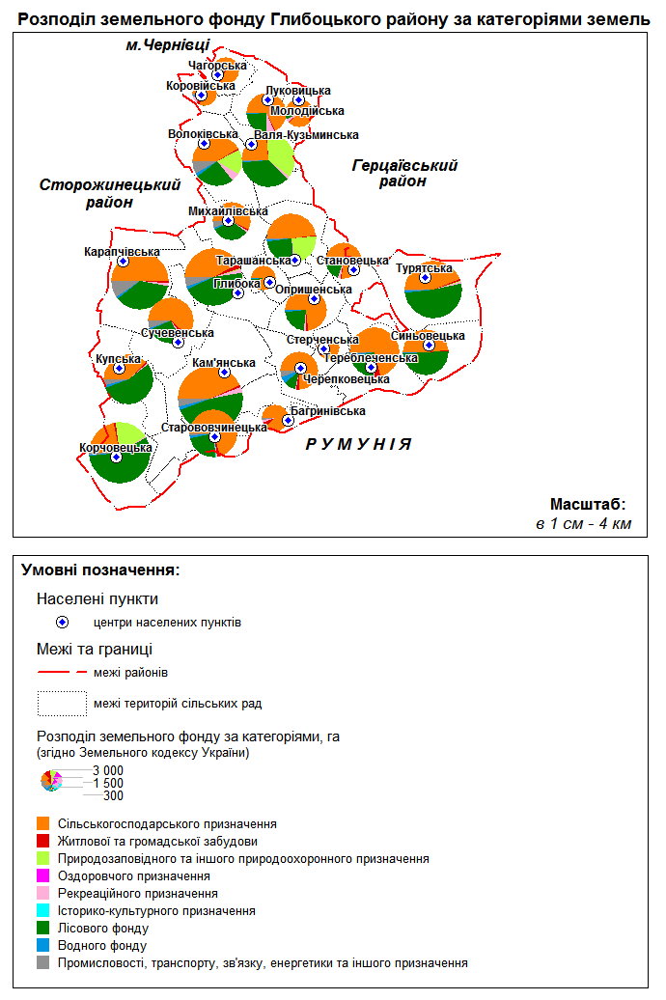 Розподіл земельного фонду Глибоцького району за категоріями земель
м.Чернівці
Чагорська
Коровійська
Луковицька
Молодійська
Волоківська
Валя-Кузьминська
Герцаївський
район
Сторожинецький
район
Михайлівська
Карапчівська
Тарашанська
Становецька
Турятська
Глибока
Опришенська
Сучевенська
Стерченська
Синьовецька
Купська
Кам'янська
Тереблеченська
Черепковецька
Багринівська
Старововчинецька
Корчовецька
РУМУНІЯ
Масштаб:
в 1 см - 4 км
Умовні позначення:
Населені пункти
центри населених пунктів
Межі та границі
межі районів
межі територій сільських рад
Розподіл земельного фонду за категоріями, га
(згідно Земельного кодексу України)
3 000
1 500
300
Сільськогосподарського призначення
Житлової та громадської забудови
Природозаповідного та іншого природоохоронного призначення
Оздоровчого призначення
Рекреаційного призначення
Історико-культурного призначення
Лісового фонду
Водного фонду
Промисловості, транспорту, зв'язку, енергетики та іншого призначення